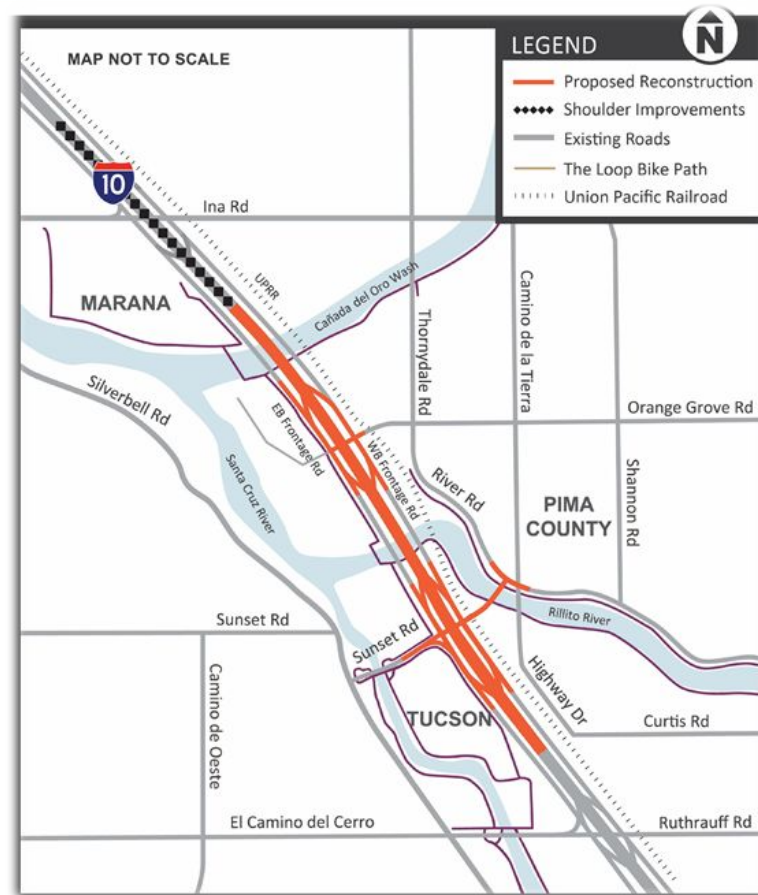 MAP NOT TO SCALE
N
LEGEND
Proposed Reconstruction
Shoulder Improvements
Existing Roads
The Loop Bike Path
Union Pacific Railroad
10
Ina Rd
UPRR
MARANA
Cañada del Oro Wash
Thornydale Rd
Camino de la Tierra
Silverbell Rd
EB Frontage Rd
WB Frontage Rd
Orange Grove Rd
Santa Cruz River
River Rd
PIMA
COUNTY
Shannon Rd
Rillito River
Sunset Rd
Sunset Rd
Camino de Oeste
TUCSON
Highway Dr
Curtis Rd
El Camino del Cerro
Ruthrauff Rd